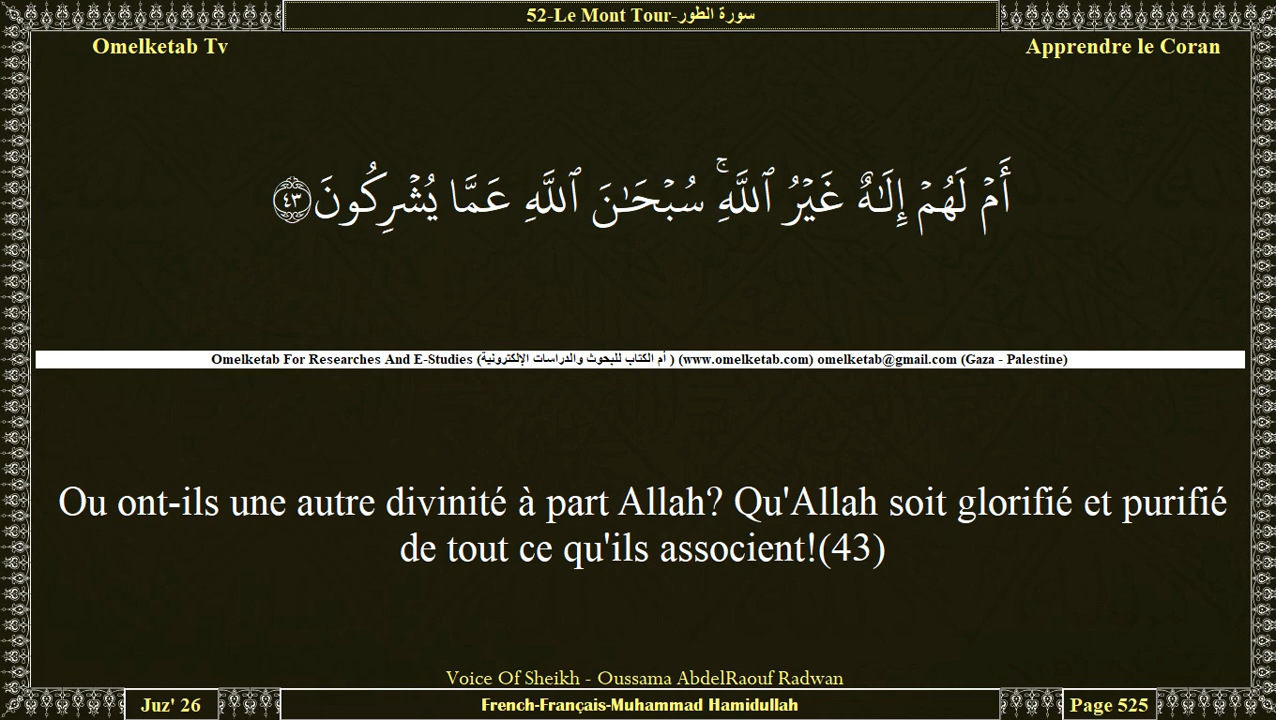 52-Le Mont Tour-سورة الطور
Omelketab Tv
Apprendre le Coran
أَمۡ لَهُمۡ إِلَٰهٌ غَيۡرُ ٱللَّهِۚ سُبۡحَٰنَ ٱللَّهِ عَمَّا يُشۡرِكُونَ ٤٣
Omelketab For Researches And E-Studies (أم الكتاب للبحوث والدراسات الإلكترونية ) (www.omelketab.com) omelketab@gmail.com (Gaza - Palestine)
Ou ont-ils une autre divinité à part Allah? Qu'Allah soit glorifié et purifié
de tout ce qu'ils associent!(43)
Voice Of Sheikh - Oussama AbdelRaouf Radwan
Juz' 26
French-Français-Muhammad Hamidullah
Page 525